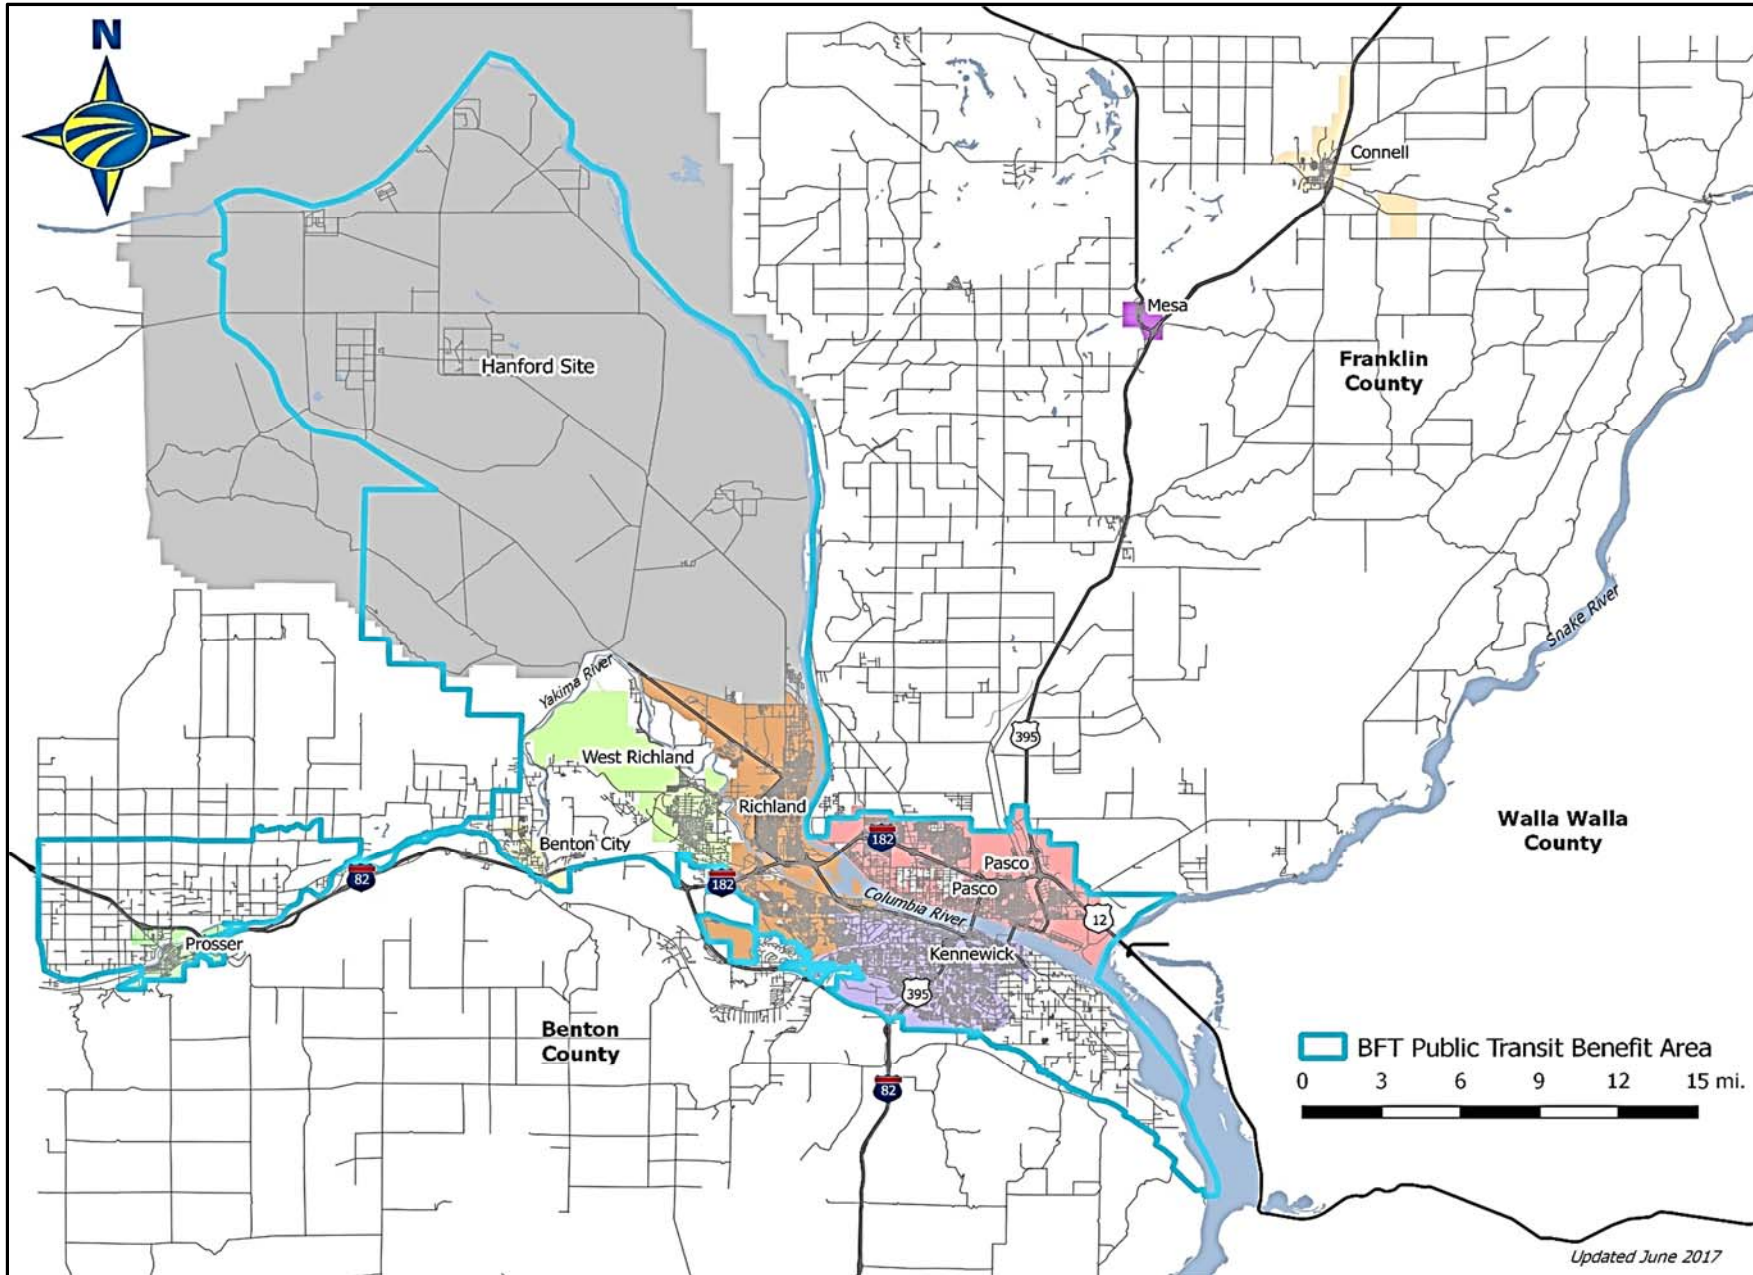 N
Connell
Mesa
Franklin
County
Hanford Site
Snake River
Yakima River
395
West Richland
Richland
Walla Walla
County
182
Benton City
Pasco
82
182
Pasco
Columbia River
12
Prosser
Kennewick
395
Benton
County
BFT Public Transit Benefit Area
0 3 6 9 12 15 mi.
82
Updated June 2017